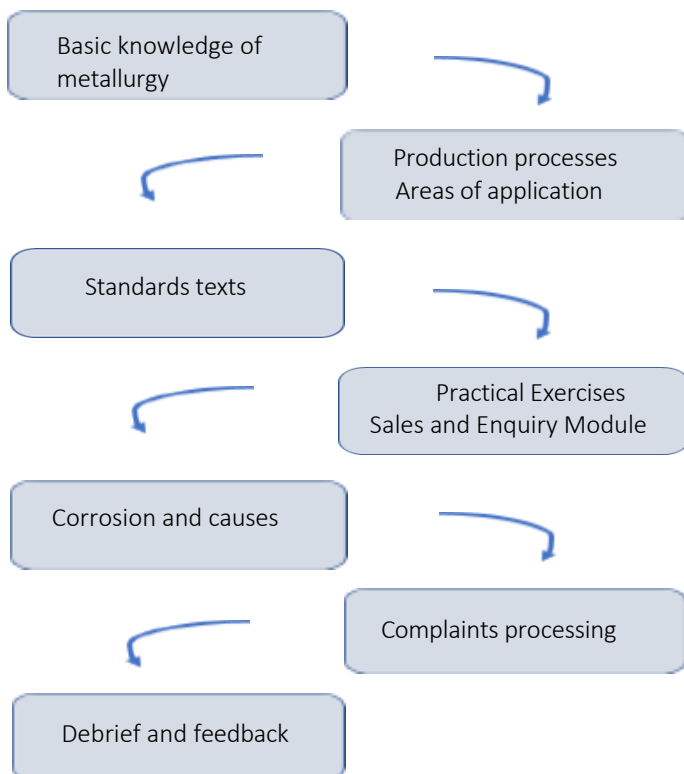 Basic knowledge of
metallurgy
Production processes
Areas of application
Standards texts
Practical Exercises
Sales and Enquiry Module
Corrosion and causes
Complaints processing
Debrief and feedback